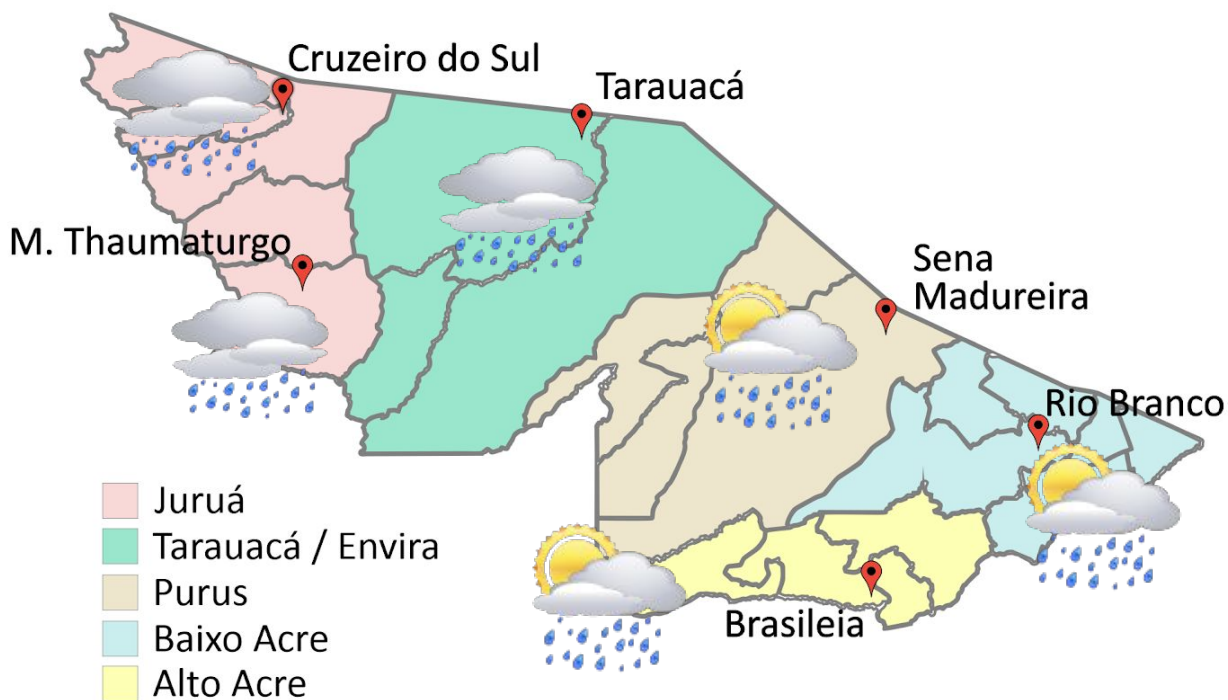 Cruzeiro do Sul
Tarauacá
M. Thaumaturgo
Sena
Madureira
Rio Branco
Brasileia
Juruá
Tarauacá / Envira
Purus
Baixo Acre
Alto Acre